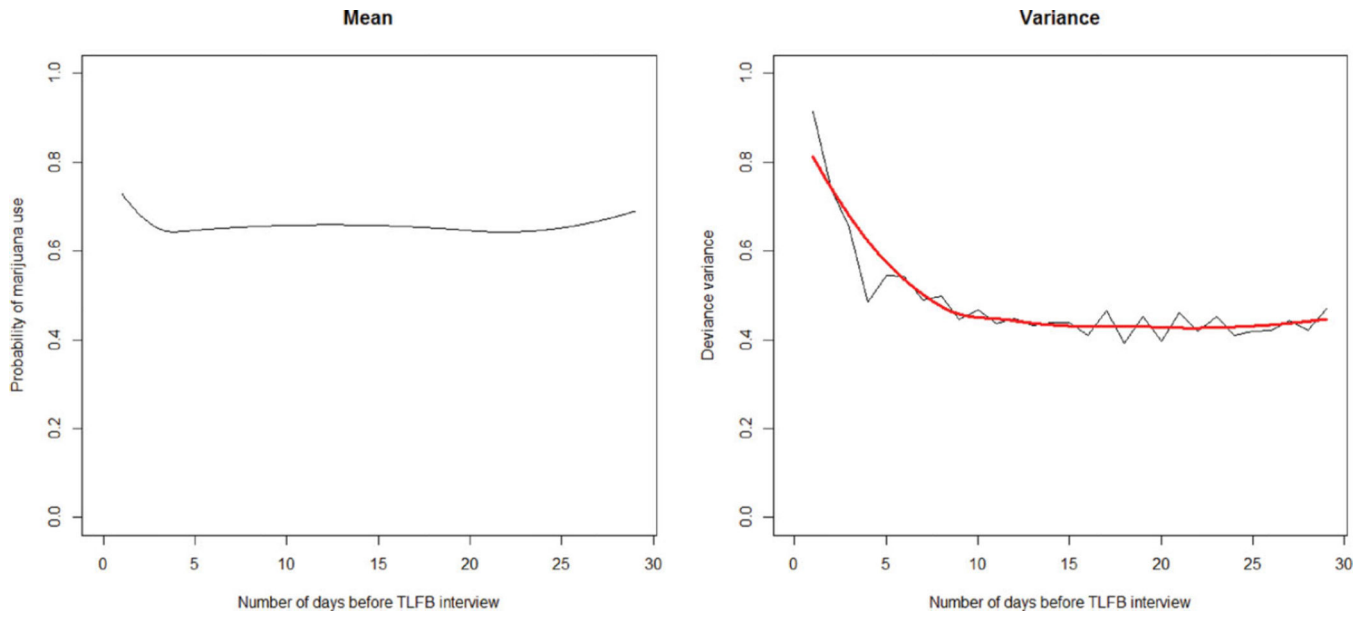 Mean
Probability of marijuana use
1.0
0.8
0.6
0.4
0.2
0.0
0 5 10 15 20 25 30
Number of days before TLFB interview
Variance
Deviance variance
1.0
0.8
0.6
0.4
0.2
0.0
0 5 10 15 20 25 30
Number of days before TLFB interview